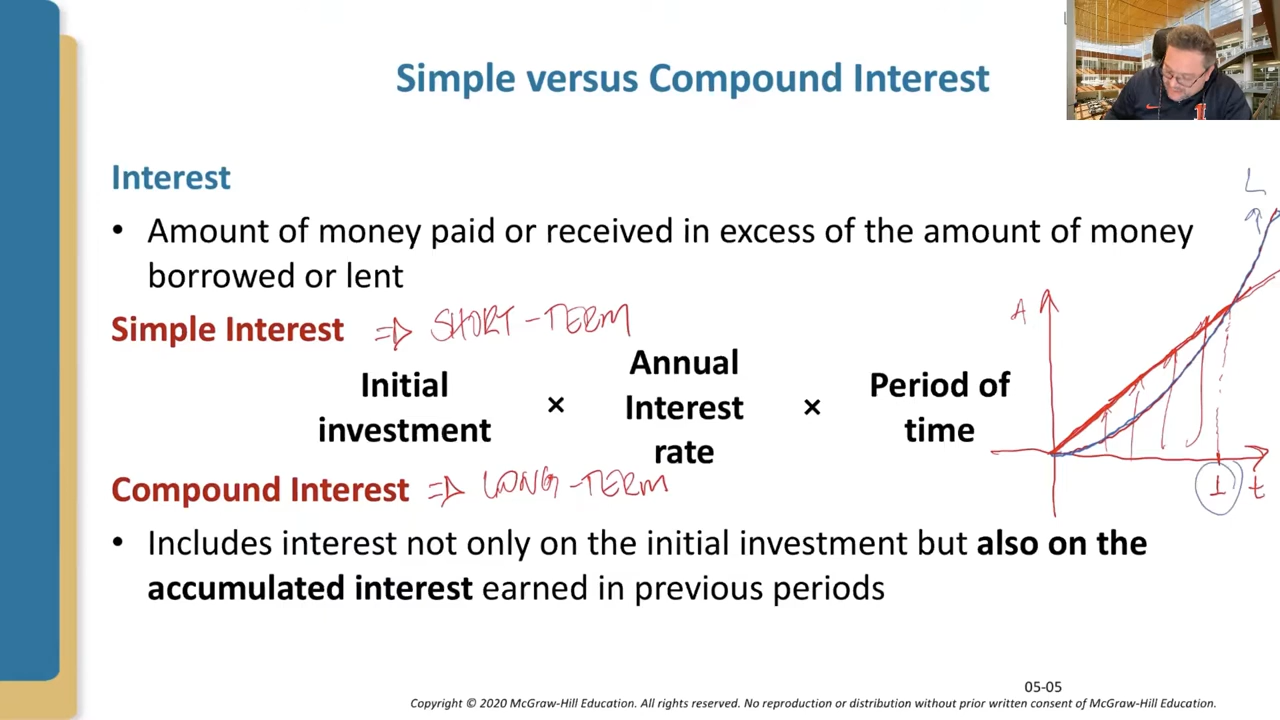 Simple versus Compound Interest
Interest
• Amount of money paid or received in excess of the amount of money
borrowed or lent
Simple Interest ⇒ SHORT-TERM
Initial
investment
×
Annual
Interest
rate
×
Period of
time
Compound Interest ⇒ LONG-TERM
• Includes interest not only on the initial investment but also on the
accumulated interest earned in previous periods
L
A
1
t
05-05
Copyright © 2020 McGraw-Hill Education. All rights reserved. No reproduction or distribution without prior written consent of McGraw-Hill Education.